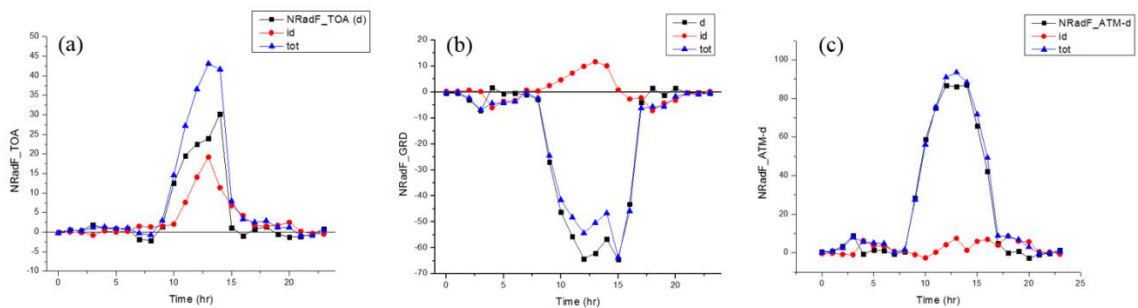 (a)
NRadF_TOA (d)
id
tot
50
45
40
35
30
25
20
15
10
5
0
-5
-10
NRadF_TOA
0 5 10 15 20
Time (hr)
(b)
d
id
tot
20
10
0
-10
-20
-30
-40
-50
-60
-70
NRadF_GRD
0 5 10 15 20
Time (hr)
(c)
NRadF_ATM-d
id
tot
100
80
60
40
20
0
NRadF_ATM-d
0 5 10 15 20 25
Time (hr)